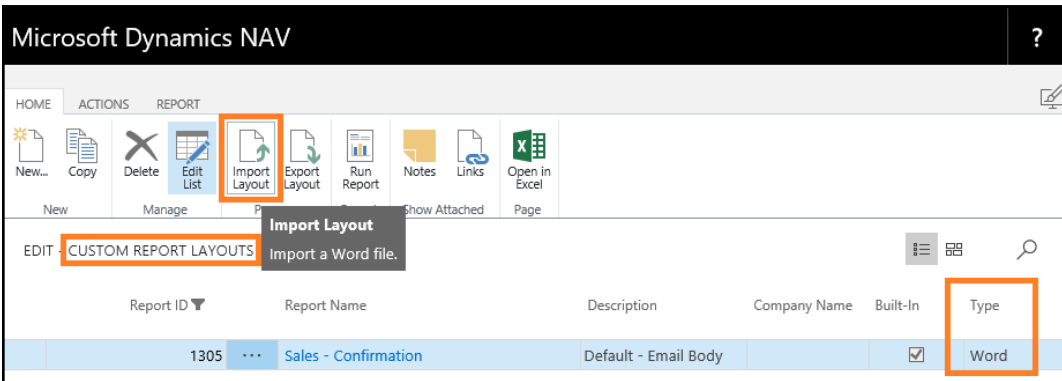 Microsoft Dynamics NAV ?
HOME ACTIONS REPORT
New... Copy Delete Edit List Import Layout Export Layout Run Report Notes Links Open in Excel
New Manage Show Attached Page
Import Layout
Import a Word file.
EDIT - CUSTOM REPORT LAYOUTS
Report ID Report Name Description Company Name Built-In Type
1305 ... Sales - Confirmation Default - Email Body Word